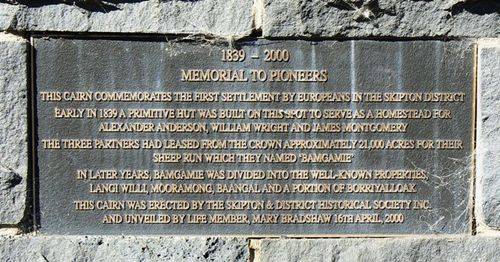 1839 – 2000
MEMORIAL TO PIONEERS
THIS CAIRN COMMEMORATES THE FIRST SETTLEMENT BY EUROPEANS IN THE SKIPTON DISTRICT
EARLY IN 1839 A PRIMITIVE HUT WAS BUILT ON THIS SPOT TO SERVE AS A HOMESTEAD FOR
ALEXANDER ANDERSON, WILLIAM WRIGHT AND JAMES MONTGOMERY
THE THREE PARTNERS HAD LEASED FROM THE CROWN APPROXIMATELY 21,000 ACRES FOR THEIR
SHEEP RUN WHICH THEY NAMED "BAMGAMIE"
IN LATER YEARS, BAMGAMIE WAS DIVIDED INTO THE WELL-KNOWN PROPERTIES,
LANGI WILLI, MOORAMONG, BAANGAL AND A PORTION OF BORRIYALLOAK
THIS CAIRN WAS ERECTED BY THE SKIPTON & DISTRICT HISTORICAL SOCIETY INC.
AND UNVEILED BY LIFE MEMBER, MARY BRADSHAW 16TH APRIL, 2000